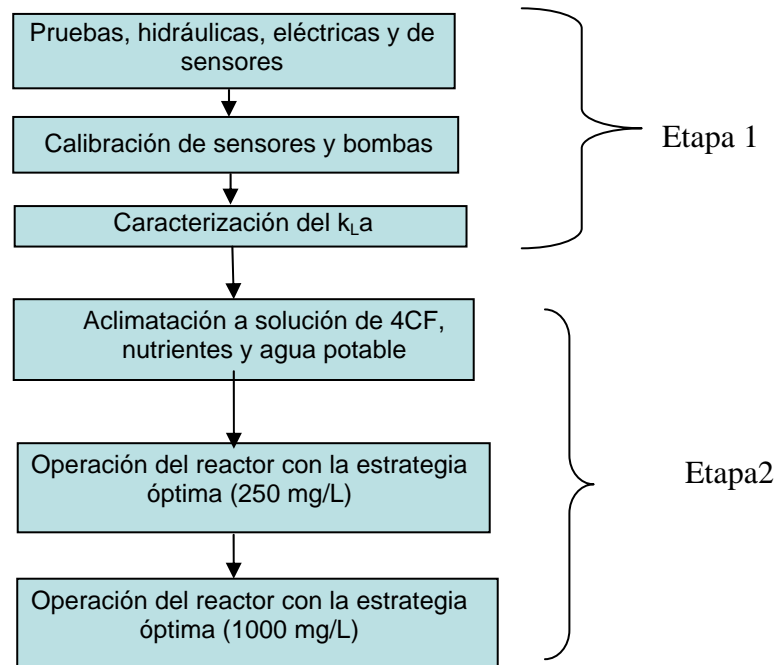 Pruebas, hidráulicas, eléctricas y de
sensores
Calibración de sensores y bombas
Etapa 1
Caracterización del kLa
Aclimatación a solución de 4CF,
nutrientes y agua potable
Operación del reactor con la estrategia
óptima (250 mg/L)
Etapa2
Operación del reactor con la estrategia
óptima (1000 mg/L)